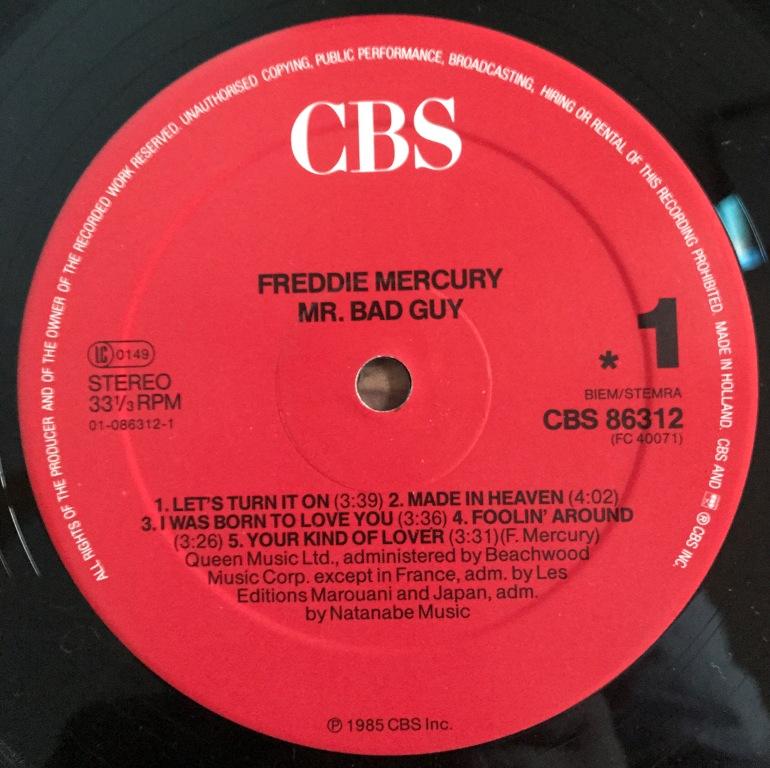 ALL RIGHTS OF THE PRODUCER AND OF THE OWNER OF THE RECORDED WORK RESERVED. UNAUTHORISED COPYING, PUBLIC PERFORMANCE, BROADCASTING, HIRING OR RENTAL OF THIS RECORDING PROHIBITED. MADE IN HOLLAND. CBS AND ℗ CBS INC.
CBS
FREDDIE MERCURY
MR. BAD GUY
LC 0149
STEREO
33⅓ RPM
01-086312-1
* 1
BIEM/STEMRA
CBS 86312
(FC 40071)
1. LET'S TURN IT ON (3:39) 2. MADE IN HEAVEN (4:02)
3. I WAS BORN TO LOVE YOU (3:36) 4. FOOLIN' AROUND
(3:26) 5. YOUR KIND OF LOVER (3:31)(F. Mercury)
Queen Music Ltd., administered by Beachwood
Music Corp. except in France, adm. by Les
Editions Marouani and Japan, adm.
by Natanabe Music
℗ 1985 CBS Inc.